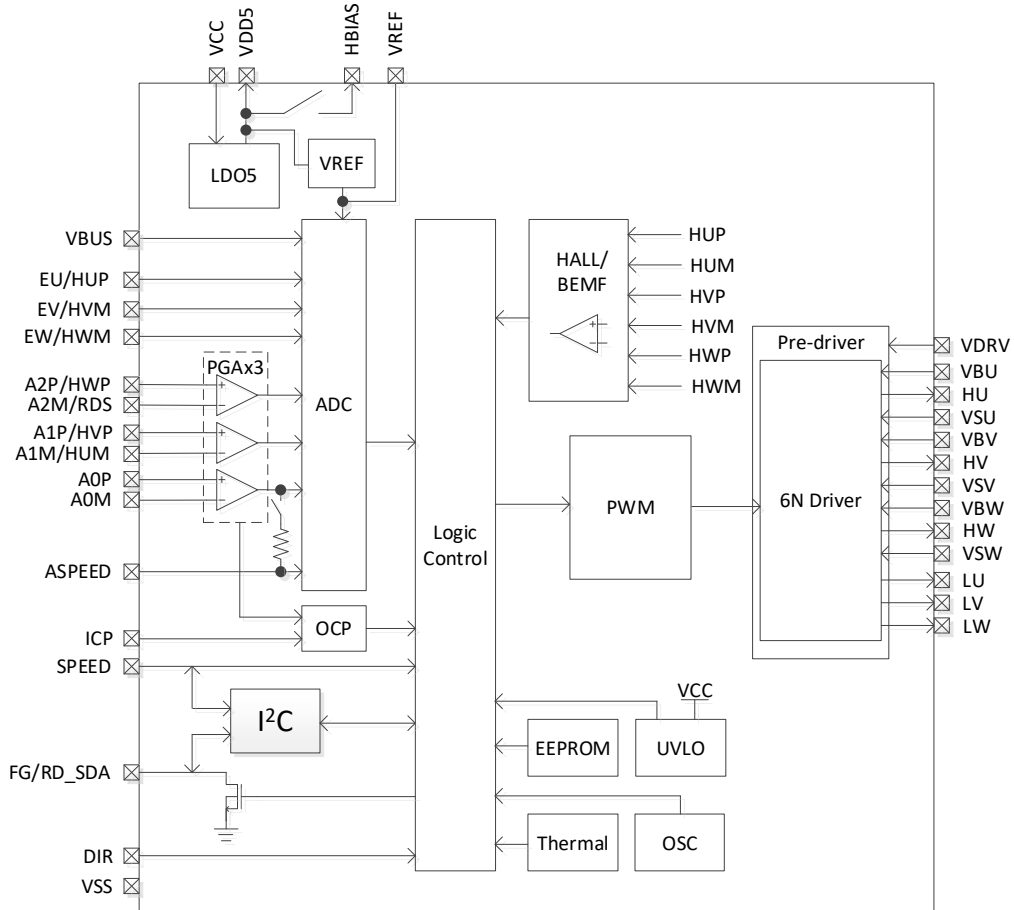 VCC
VDD5
HBIAS
VREF
LDO5
VREF
VBUS
EU/HUP
EV/HVM
EW/HWM
A2P/HWP
A2M/RDS
A1P/HVP
A1M/HUM
A0P
A0M
ASPEED
ICP
SPEED
FG/RD_SDA
DIR
VSS
PGAx3
+
−
+
−
+
−
ADC
OCP
I²C
Logic
Control
HALL/
BEMF
+
−
HUP
HUM
HVP
HVM
HWP
HWM
PWM
Pre-driver
6N Driver
VDRV
VBU
HU
VSU
VBV
HV
VSV
VBW
HW
VSW
LU
LV
LW
VCC
EEPROM
UVLO
Thermal
OSC